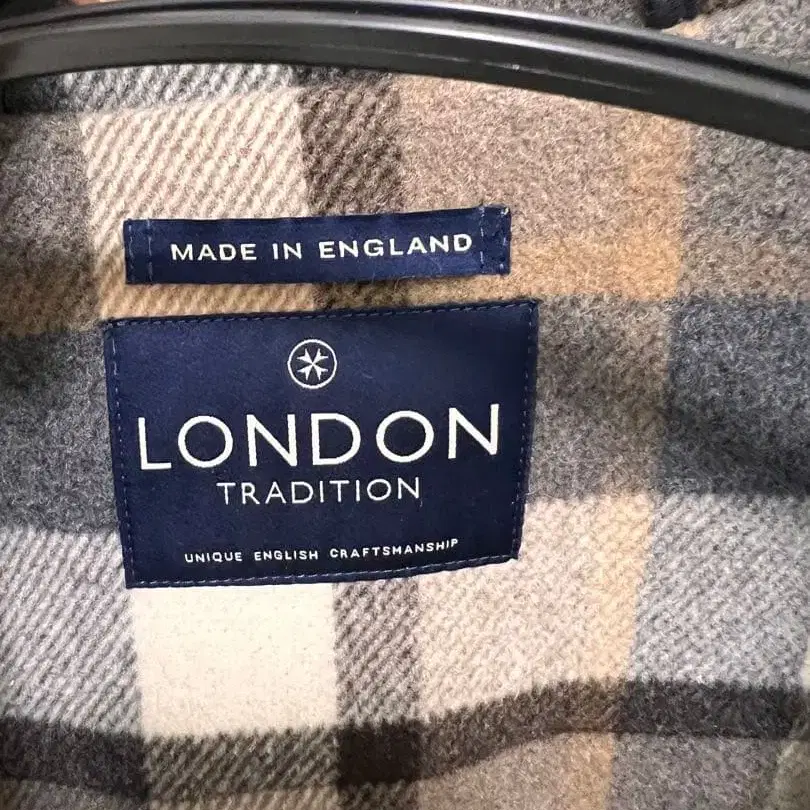 MADE IN ENGLAND
LONDON
TRADITION
UNIQUE ENGLISH CRAFTSMANSHIP